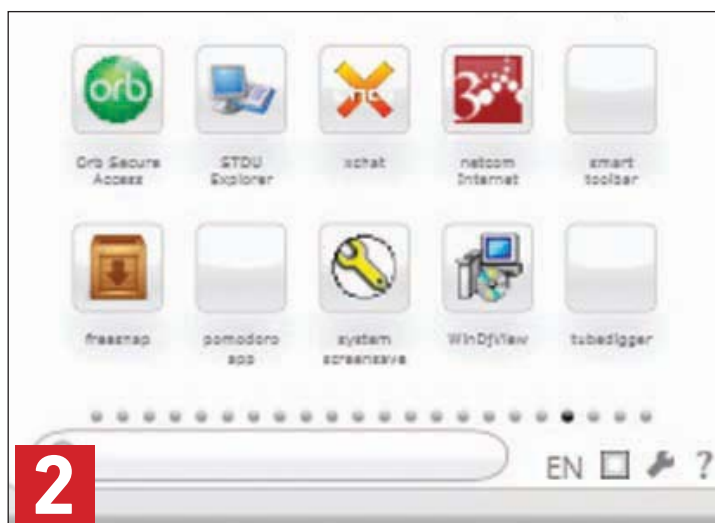 orb
3
Orb Secure
Access
STDU
Explorer
xchat
netcom
Internet
smart
toolbar
freesnap
pomodoro
app
system
screensave
WinDjView
tubedigger
EN
?
2